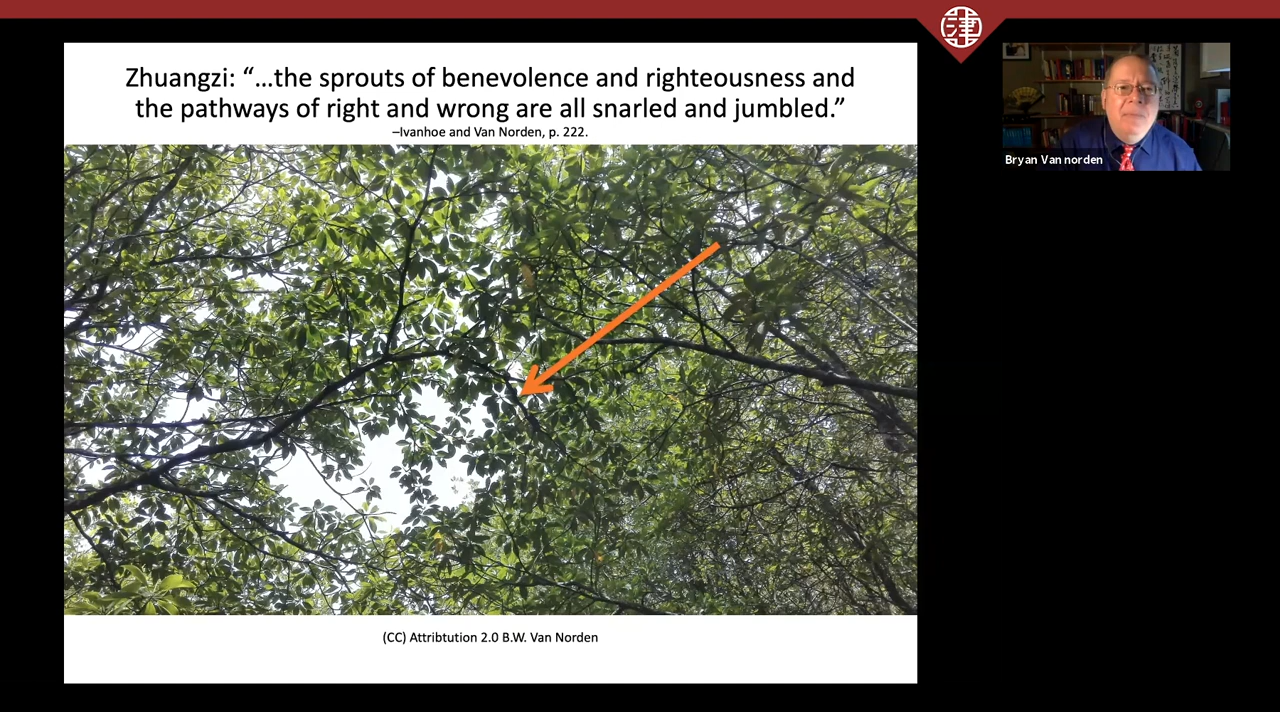 Zhuangzi: “…the sprouts of benevolence and righteousness and
the pathways of right and wrong are all snarled and jumbled.”
–Ivanhoe and Van Norden, p. 222.
(CC) Attribtution 2.0 B.W. Van Norden
Bryan Van norden